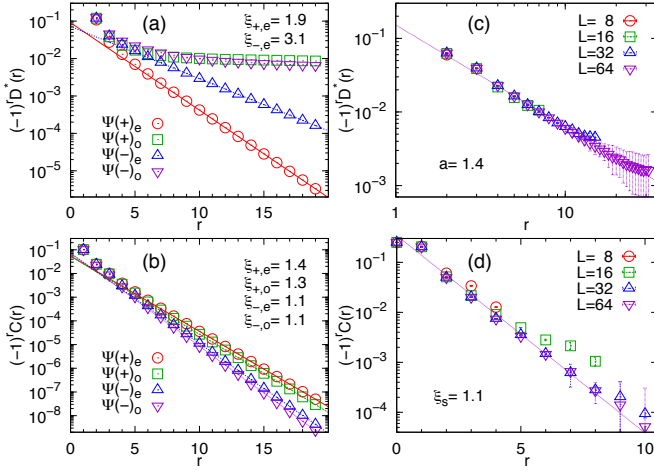 (a)
ξ+,e= 1.9
ξ−,e= 3.1
(-1)^r D*(r)
10^-1
10^-2
10^-3
10^-4
10^-5
Ψ(+)e
Ψ(+)o
Ψ(−)e
Ψ(−)o
0 5 10 15 20
r
(c)
L= 8
L=16
L=32
L=64
(-1)^r D*(r)
10^-1
10^-2
10^-3
a= 1.4
1 10
r
(b)
ξ+,e= 1.4
ξ+,o= 1.3
ξ−,e= 1.1
ξ−,o= 1.1
(-1)^r C(r)
10^-1
10^-2
10^-3
10^-4
10^-5
10^-6
10^-7
10^-8
Ψ(+)e
Ψ(+)o
Ψ(−)e
Ψ(−)o
0 5 10 15 20
r
(d)
L= 8
L=16
L=32
L=64
(-1)^r C(r)
10^-1
10^-2
10^-3
10^-4
ξs= 1.1
0 5 10
r